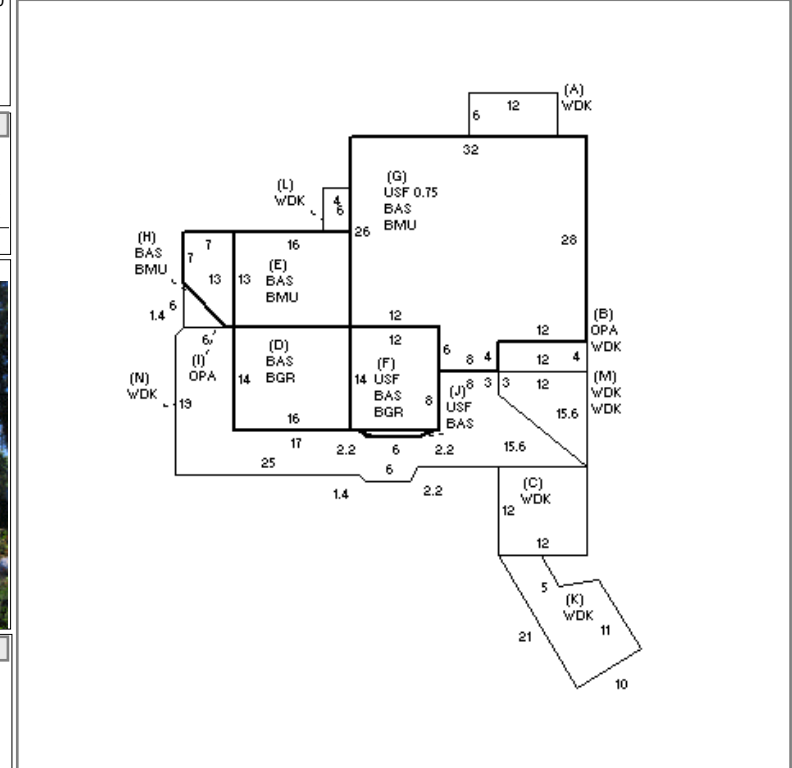 (A)
WDK
6
12
32
(L)
WDK
4
6
(G)
USF 0.75
BAS
BMU
26
28
(H)
BAS
BMU
7
7
13
13
16
(E)
BAS
BMU
1.4
6
6
(I)
OPA
12
12
(B)
OPA
WDK
12
12
4
6
8
4
(N)
WDK
19
(D)
BAS
BGR
14
16
(F)
USF
BAS
BGR
14
8
(J)
USF
BAS
8
3
3
12
(M)
WDK
WDK
15.6
17
2.2
6
2.2
15.6
25
6
1.4
2.2
(C)
WDK
12
12
5
(K)
WDK
21
11
10